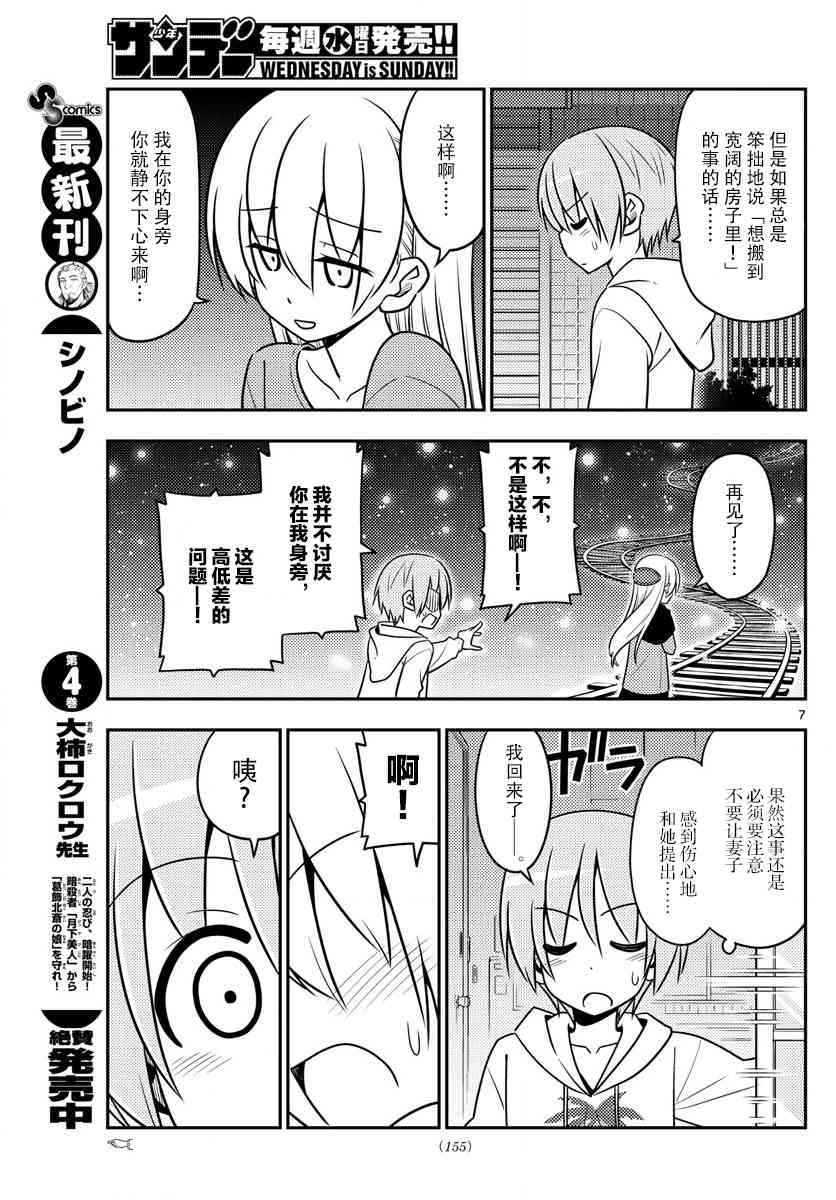 少年サンデー
毎週水曜日発売!!
WEDNESDAY is SUNDAY!!
SS comics
最新刊
シノビノ
第4巻
大柿ロクロウ先生
おおがき
二人の忍び、暗躍開始!
暗殺者「月下美人」から
「葛飾北斎の娘」を守れ!
絶賛
発売中
但是如果总是
笨拙地说「想搬到
宽阔的房子里!」
的事的话……
这样啊……
我在你的身旁
你就静不下心来啊…
再见了……
不,不,
不是这样啊—!
我并不讨厌
你在我身旁,
这是
高低差的
问题—!
7
果然这事还是
必须要注意
不要让妻子
感到伤心地
和她提出……
ガチャ
我回来了…。
啊!
咦?
(155)